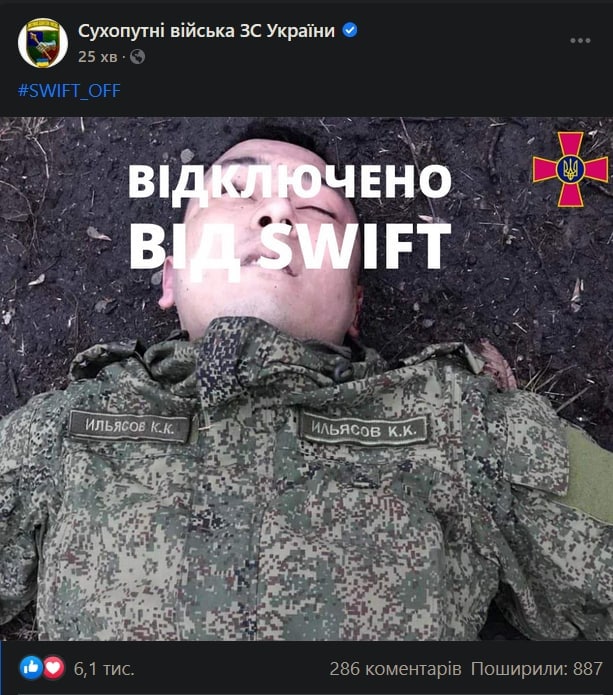 Сухопутні війська ЗС України
25 хв ·
#SWIFT_OFF
ВІДКЛЮЧЕНО
ВІД SWIFT
ИЛЬЯСОВ К.К.
ИЛЬЯСОВ К.К.
6,1 тис.
286 коментарів Поширили: 887